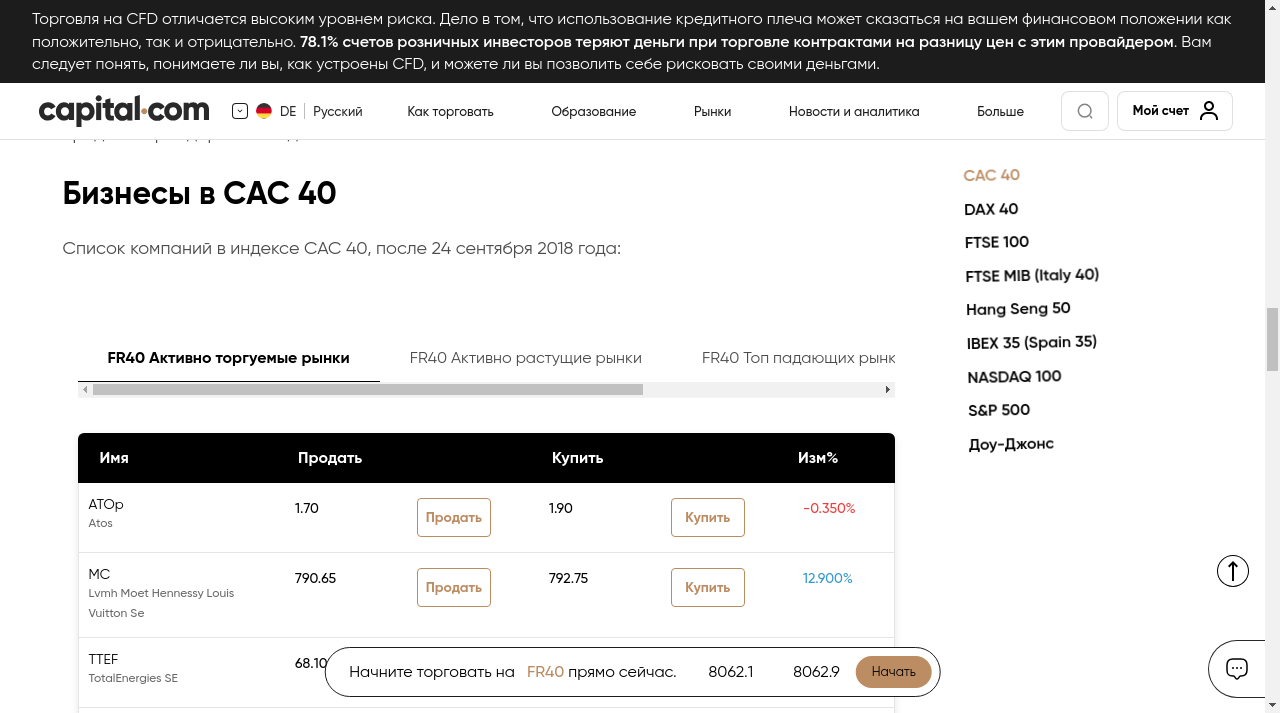 Торговля на CFD отличается высоким уровнем риска. Дело в том, что использование кредитного плеча может сказаться на вашем финансовом положении как
положительно, так и отрицательно. 78.1% счетов розничных инвесторов теряют деньги при торговле контрактами на разницу цен с этим провайдером. Вам
следует понять, понимаете ли вы, как устроены CFD, и можете ли вы позволить себе рисковать своими деньгами.
capital.com
DE
Русский
Как торговать
Образование
Рынки
Новости и аналитика
Больше
Мой счет
Бизнесы в CAC 40
Список компаний в индексе CAC 40, после 24 сентября 2018 года:
FR40 Активно торгуемые рынки
FR40 Активно растущие рынки
FR40 Топ падающих рынк
Имя
Продать
Купить
Изм%
ATOp
Atos
1.70
Продать
1.90
Купить
-0.350%
MC
Lvmh Moet Hennessy Louis
Vuitton Se
790.65
Продать
792.75
Купить
12.900%
TTEF
TotalEnergies SE
68.10
Начните торговать на FR40 прямо сейчас.
8062.1
8062.9
Начать
CAC 40
DAX 40
FTSE 100
FTSE MIB (Italy 40)
Hang Seng 50
IBEX 35 (Spain 35)
NASDAQ 100
S&P 500
Доу-Джонс